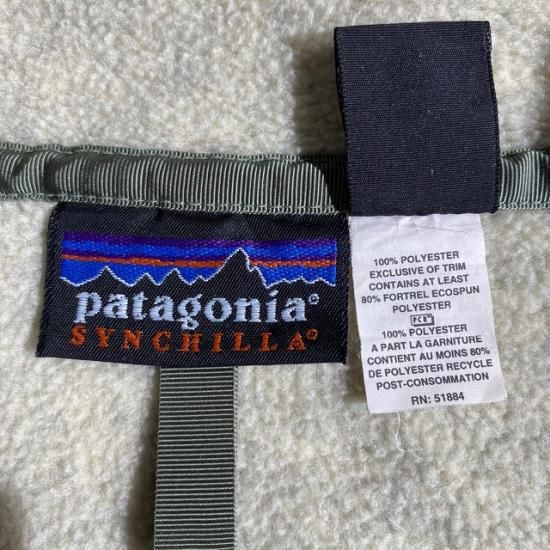 patagonia®
SYNCHILLA®
100% POLYESTER
EXCLUSIVE OF TRIM
CONTAINS AT LEAST
80% FORTREL ECOSPUN
POLYESTER
PCR
100% POLYESTER
A PART LA GARNITURE
CONTIENT AU MOINS 80%
DE POLYESTER RECYCLE
POST-CONSOMMATION
RN: 51884